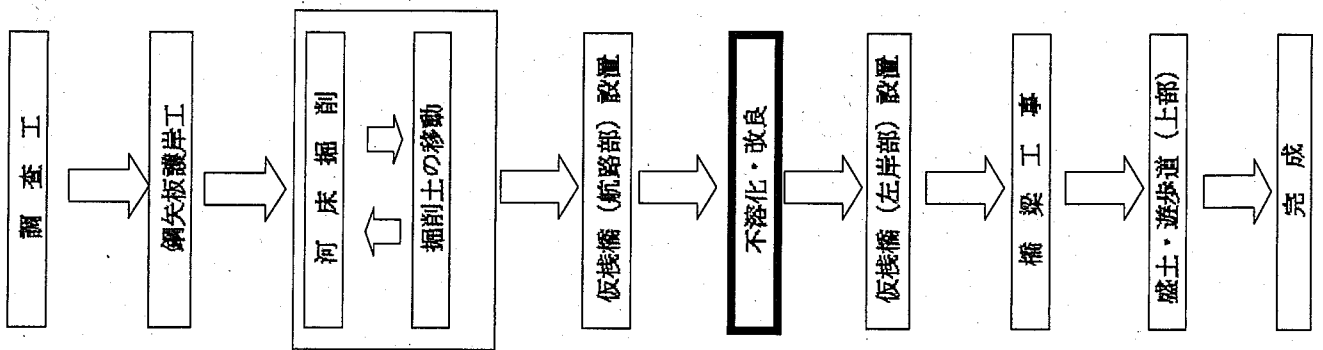 調査工
鋼矢板護岸工
河床掘削
掘削土の移動
仮桟橋（航路部）設置
不溶化・改良
仮桟橋（左岸部）設置
橋梁工事
盛土・遊歩道（上部）
完成